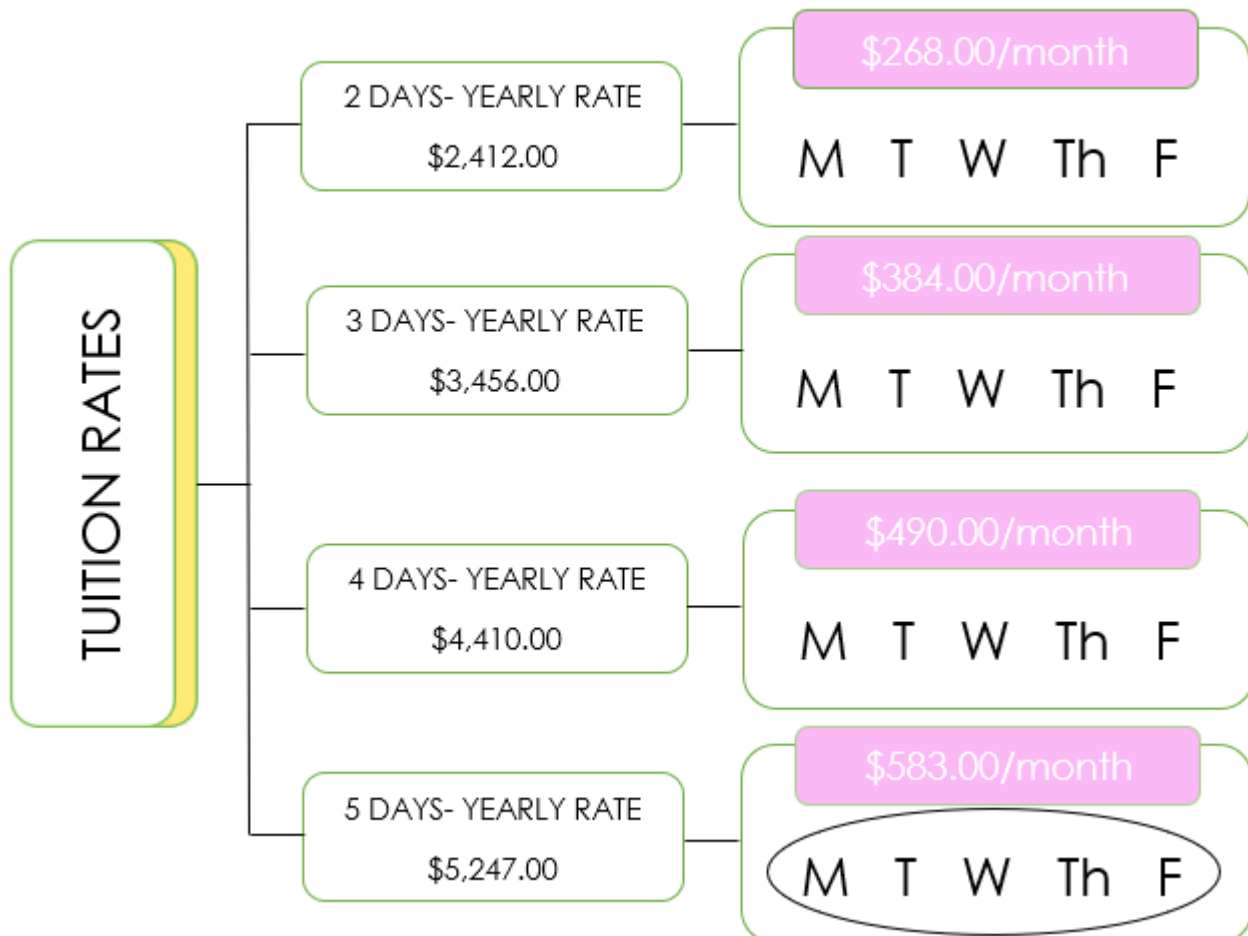 TUITION RATES
2 DAYS- YEARLY RATE
$2,412.00
$268.00/month
M T W Th F
3 DAYS- YEARLY RATE
$3,456.00
$384.00/month
M T W Th F
4 DAYS- YEARLY RATE
$4,410.00
$490.00/month
M T W Th F
5 DAYS- YEARLY RATE
$5,247.00
$583.00/month
M T W Th F